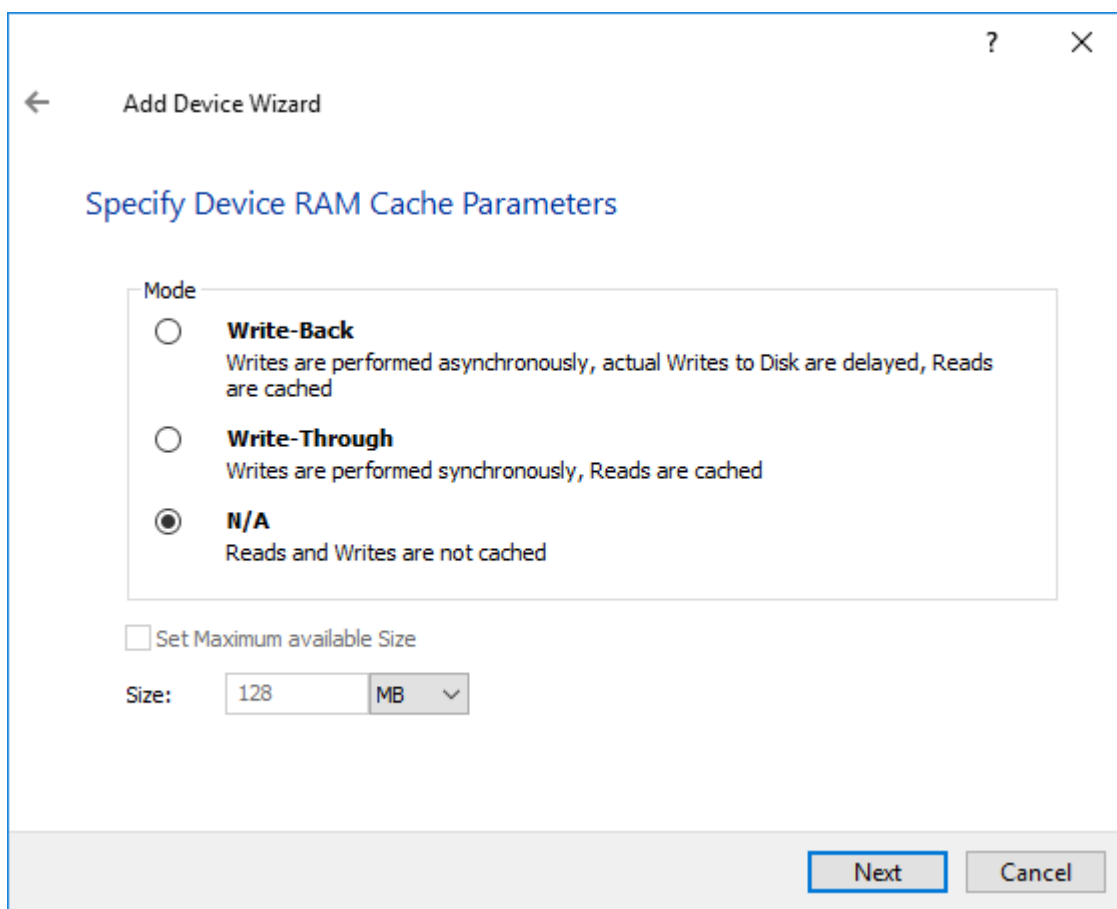 ?
Add Device Wizard
Specify Device RAM Cache Parameters
Mode
Write-Back
Writes are performed asynchronously, actual Writes to Disk are delayed, Reads
are cached
Write-Through
Writes are performed synchronously, Reads are cached
N/A
Reads and Writes are not cached
Set Maximum available Size
Size: 128 MB
Next Cancel